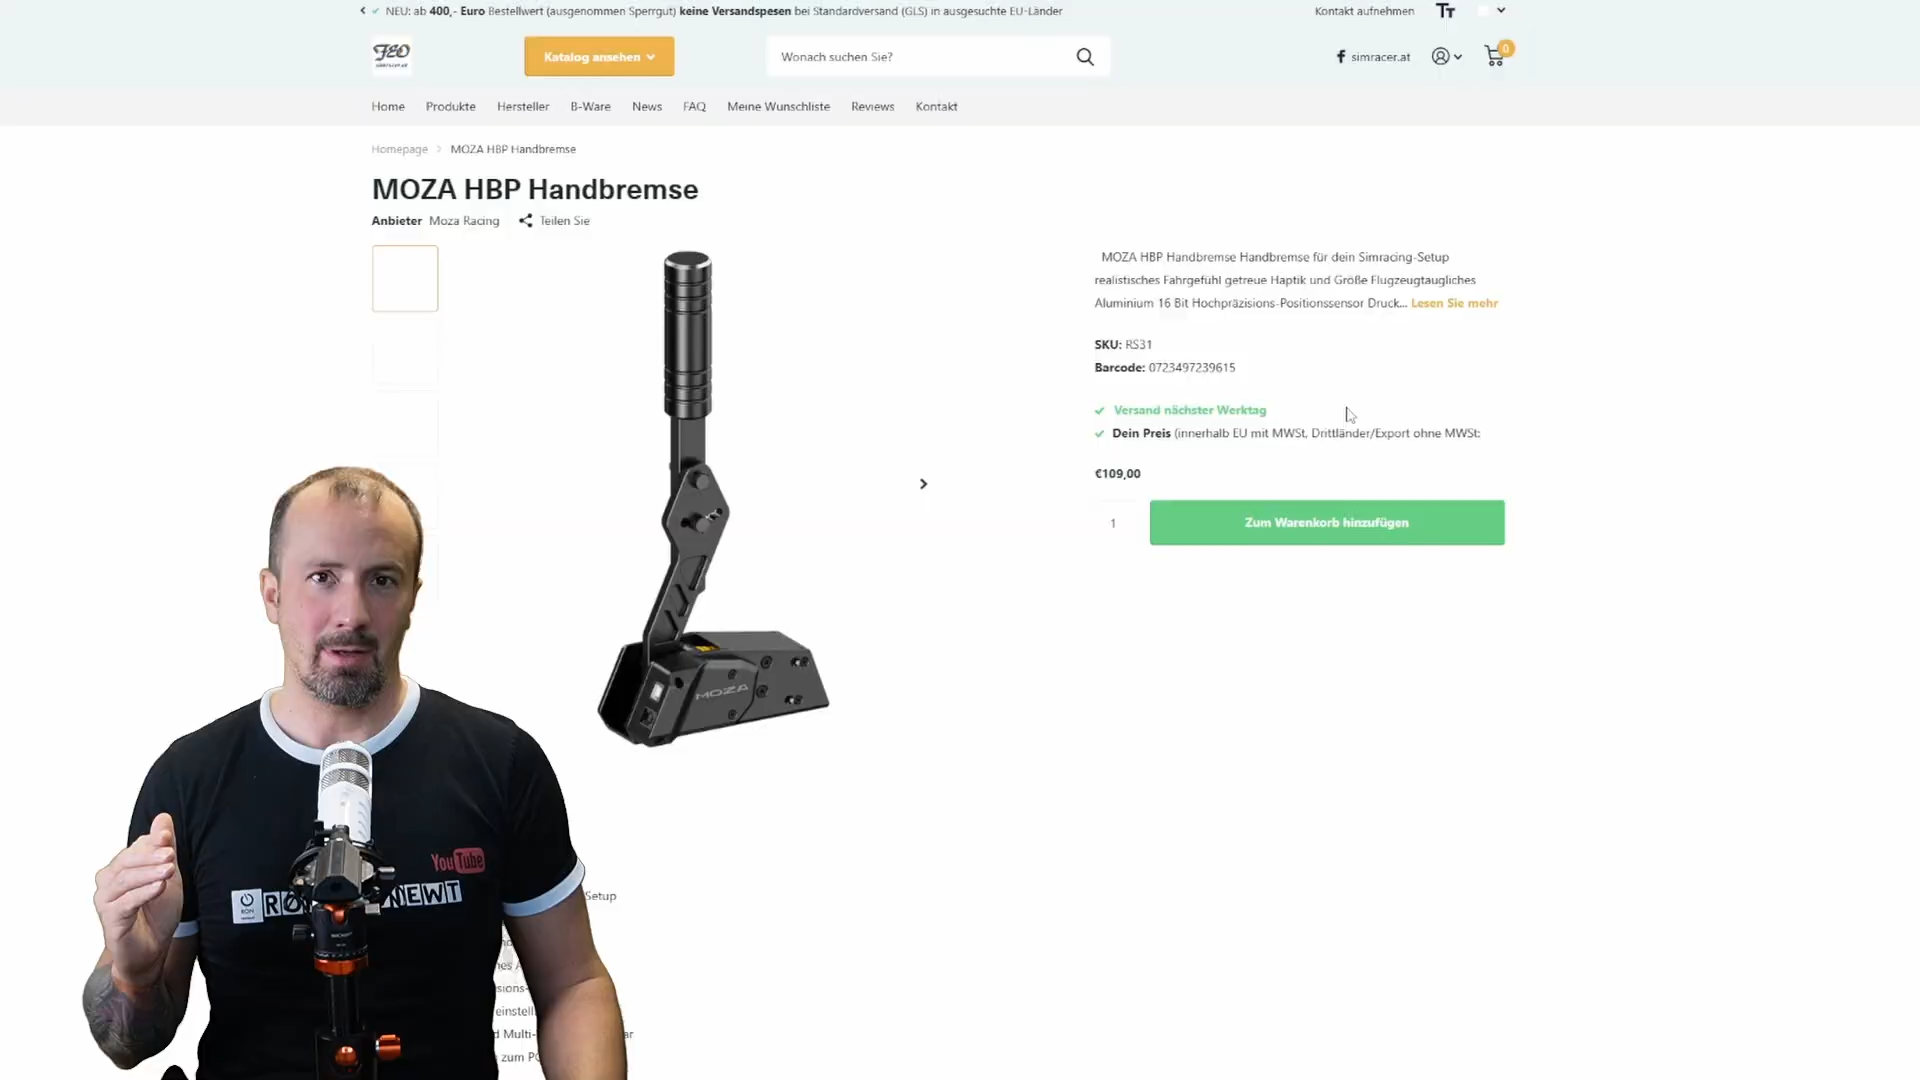 NEU: ab 400,- Euro Bestellwert (ausgenommen Sperrgut) keine Versandspesen bei Standardversand (GLS) in ausgesuchte EU-Länder
Kontakt aufnehmen
TT
Katalog ansehen
Wonach suchen Sie?
simracer.at
0
Home Produkte Hersteller B-Ware News FAQ Meine Wunschliste Reviews Kontakt
Homepage > MOZA HBP Handbremse
MOZA HBP Handbremse
Anbieter Moza Racing Teilen Sie
MOZA HBP Handbremse Handbremse für dein Simracing-Setup
realistisches Fahrgefühl getreue Haptik und Größe Flugzeugtaugliches
Aluminium 16 Bit Hochpräzisions-Positionssensor Druck... Lesen Sie mehr
SKU: RS31
Barcode: 0723497239615
Versand nächster Werktag
Dein Preis (innerhalb EU mit MWSt, Drittländer/Export ohne MWSt:
€109,00
1
Zum Warenkorb hinzufügen
MOZA
YouTube
NEWT
Setup
einstell
d Multi-
zum PC